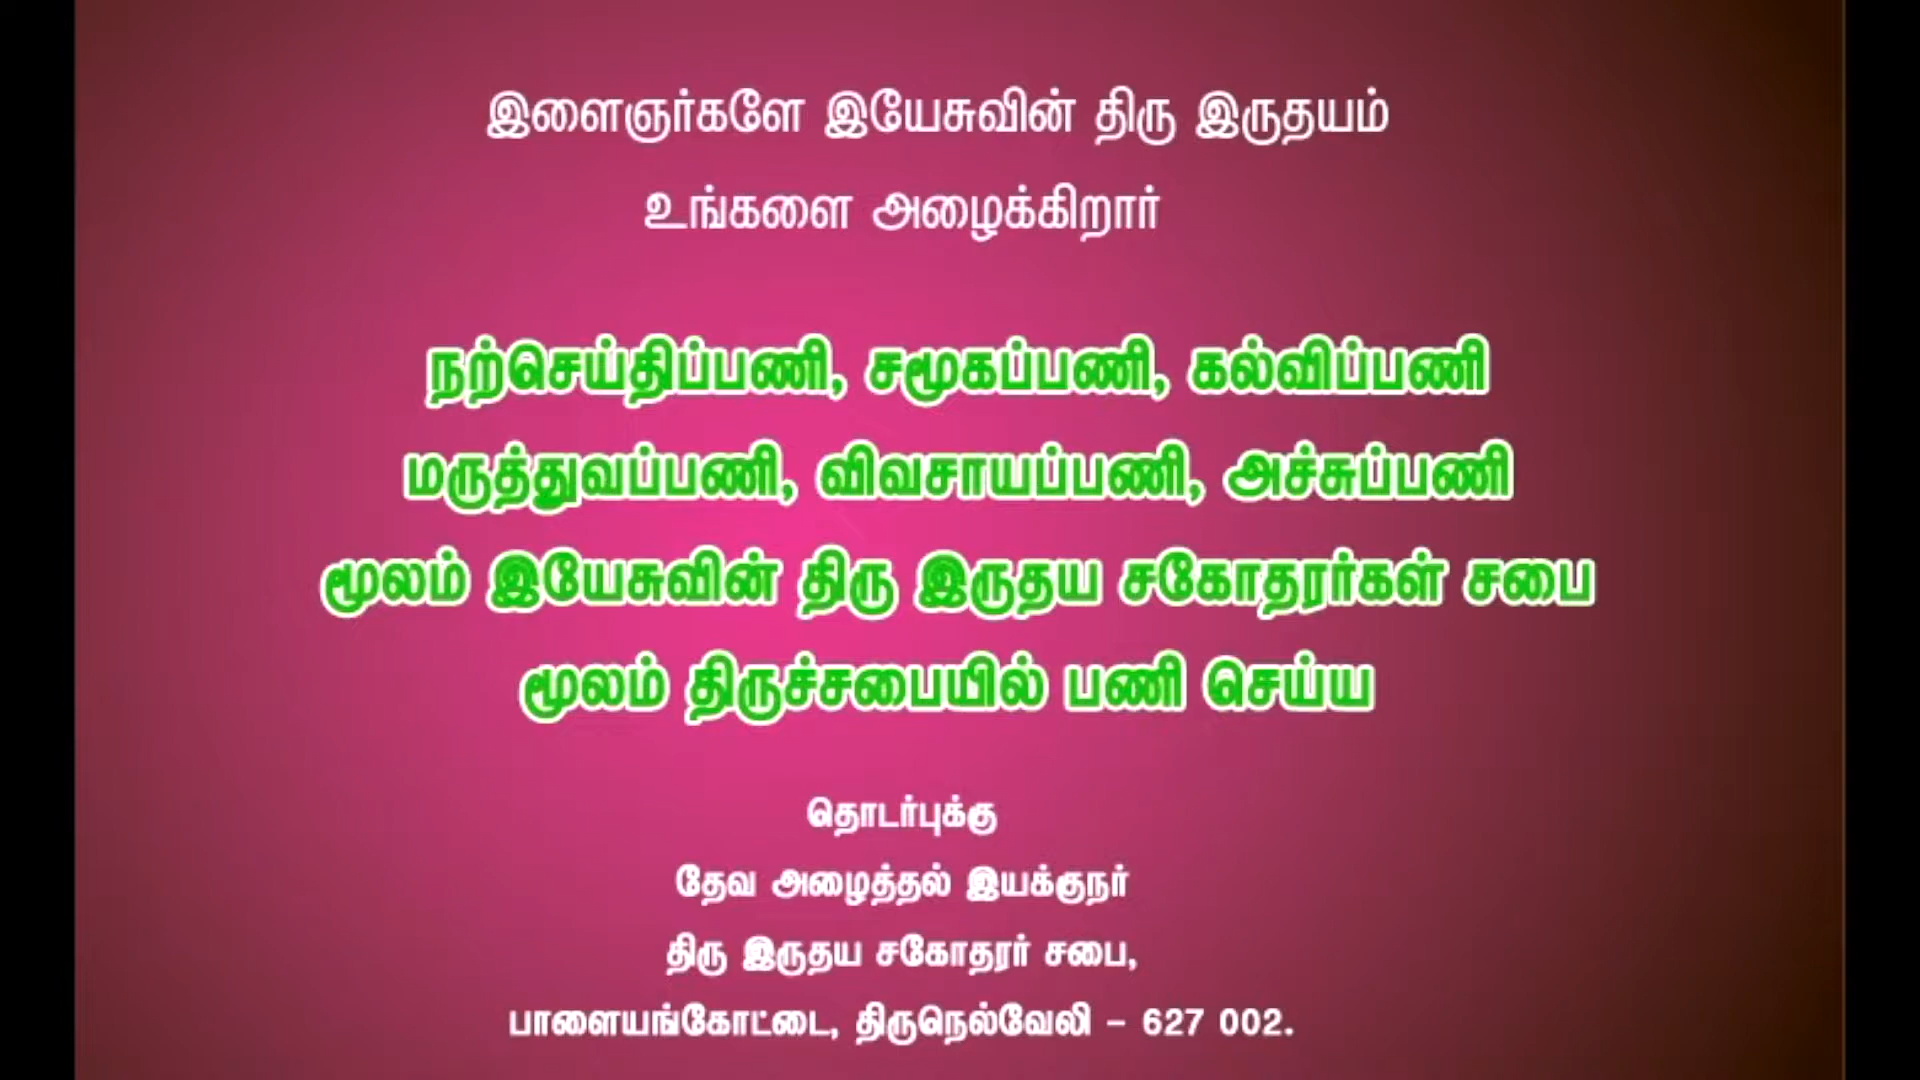 இளைஞர்களே இயேசுவின் திரு இருதயம்
உங்களை அழைக்கிறார்
நற்செய்திப்பணி, சமூகப்பணி, கல்விப்பணி
மருத்துவப்பணி, விவசாயப்பணி, அச்சுப்பணி
மூலம் இயேசுவின் திரு இருதய சகோதரர்கள் சபை
மூலம் திருச்சபையில் பணி செய்ய
தொடர்புக்கு
தேவ அழைத்தல் இயக்குநர்
திரு இருதய சகோதரர் சபை,
பாளையங்கோட்டை, திருநெல்வேலி – 627 002.